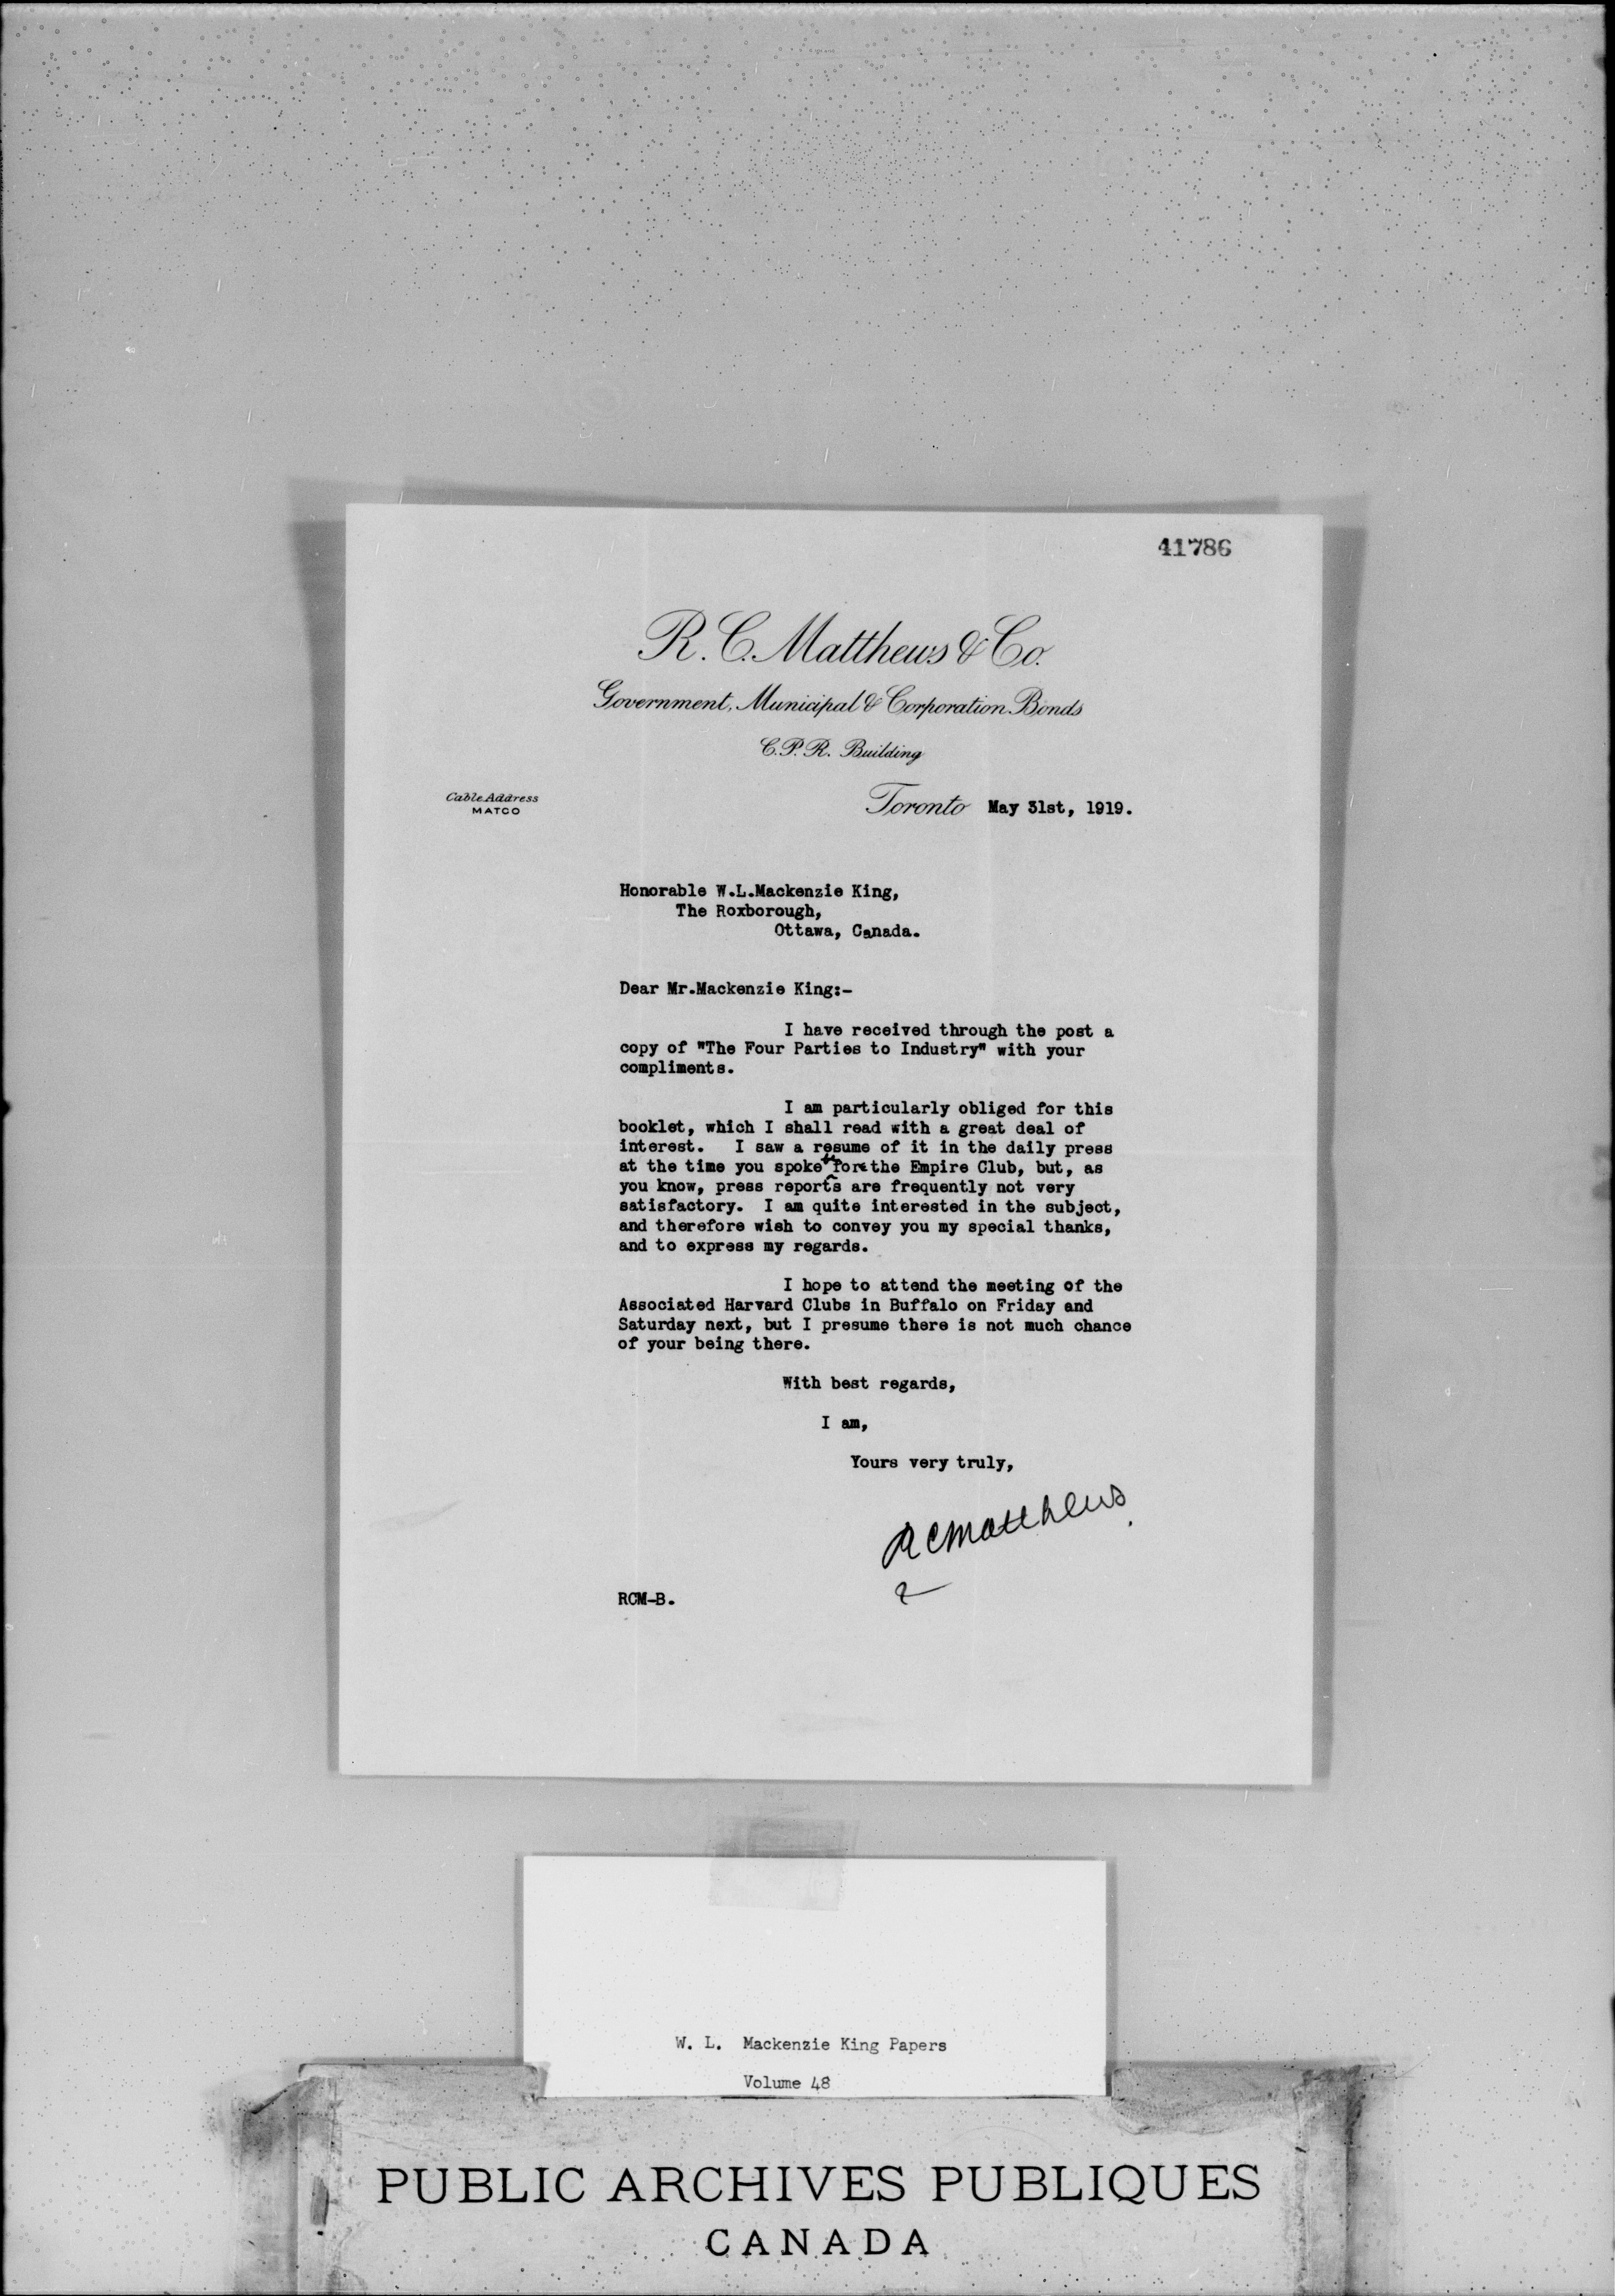 41786
R. C. Matthews & Co.
Government, Municipal & Corporation Bonds
C. P. R. Building
Cable Address
MATCO
Toronto May 31st, 1919.
Honorable W.L.Mackenzie King,
The Roxborough,
Ottawa, Canada.
Dear Mr.Mackenzie King:-
I have received through the post a
copy of "The Four Parties to Industry" with your
compliments.
I am particularly obliged for this
booklet, which I shall read with a great deal of
interest. I saw a resume of it in the daily press
at the time you spoke before the Empire Club, but, as
you know, press reports are frequently not very
satisfactory. I am quite interested in the subject,
and therefore wish to convey you my special thanks,
and to express my regards.
I hope to attend the meeting of the
Associated Harvard Clubs in Buffalo on Friday and
Saturday next, but I presume there is not much chance
of your being there.
With best regards,
I am,
Yours very truly,
RCMatthews
RCM-B.
W. L. Mackenzie King Papers
Volume 48
PUBLIC ARCHIVES PUBLIQUES
CANADA